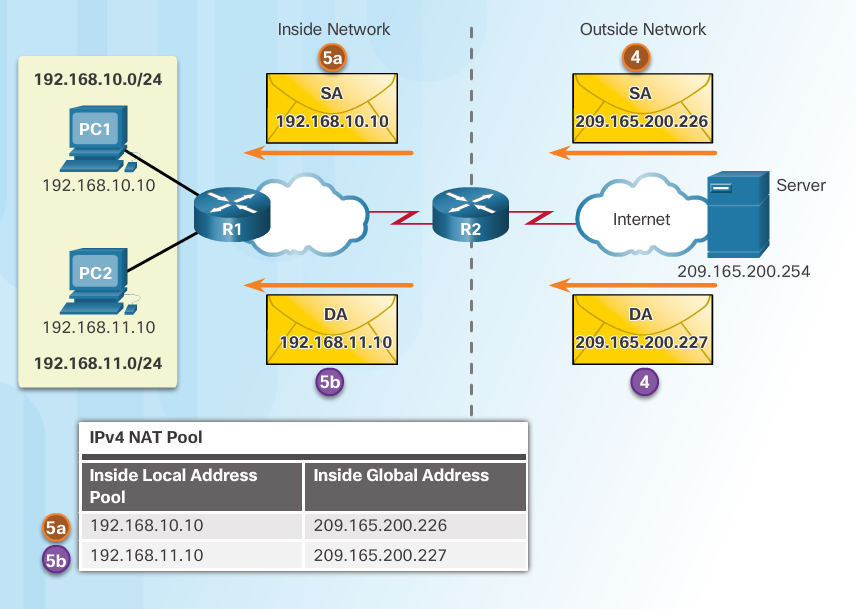 Inside Network
Outside Network
5a
4
192.168.10.0/24
SA
192.168.10.10
SA
209.165.200.226
PC1
192.168.10.10
R1
R2
Internet
Server
209.165.200.254
PC2
192.168.11.10
192.168.11.0/24
DA
192.168.11.10
DA
209.165.200.227
5b
4
IPv4 NAT Pool
Inside Local Address
Pool
Inside Global Address
5a
192.168.10.10
209.165.200.226
5b
192.168.11.10
209.165.200.227